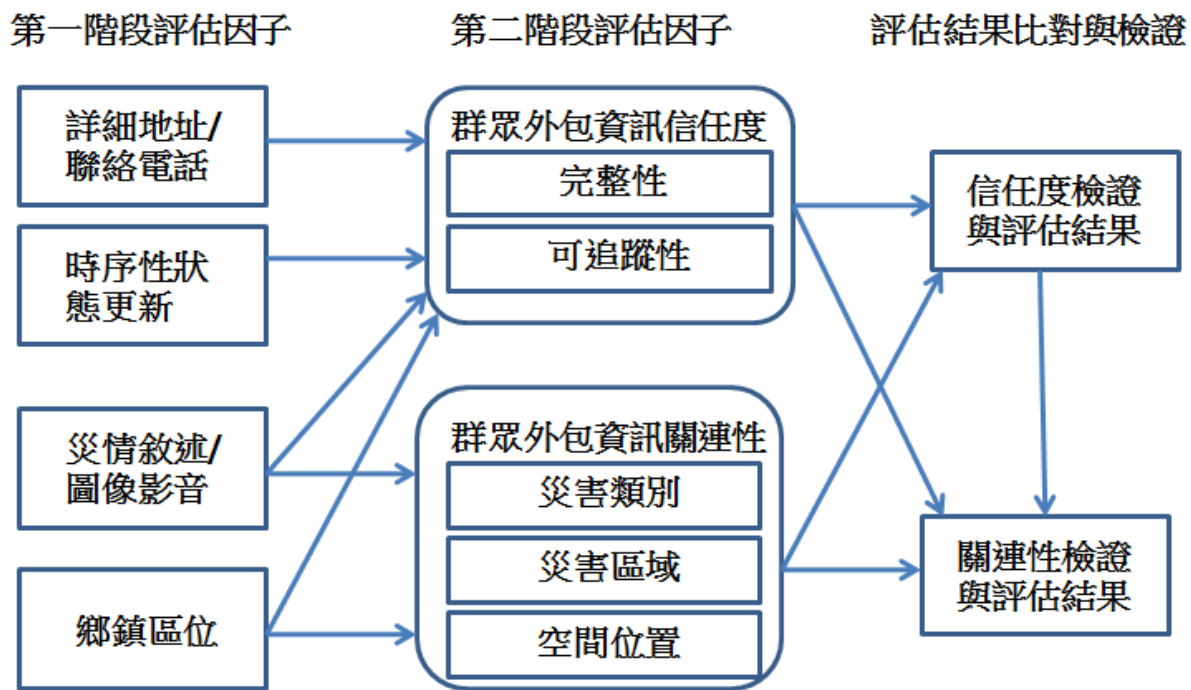 第一階段評估因子
第二階段評估因子
評估結果比對與檢證
詳細地址/
聯絡電話
時序性狀
態更新
災情敘述/
圖像影音
鄉鎮區位
群眾外包資訊信任度
完整性
可追蹤性
群眾外包資訊關連性
災害類別
災害區域
空間位置
信任度檢證
與評估結果
關連性檢證
與評估結果